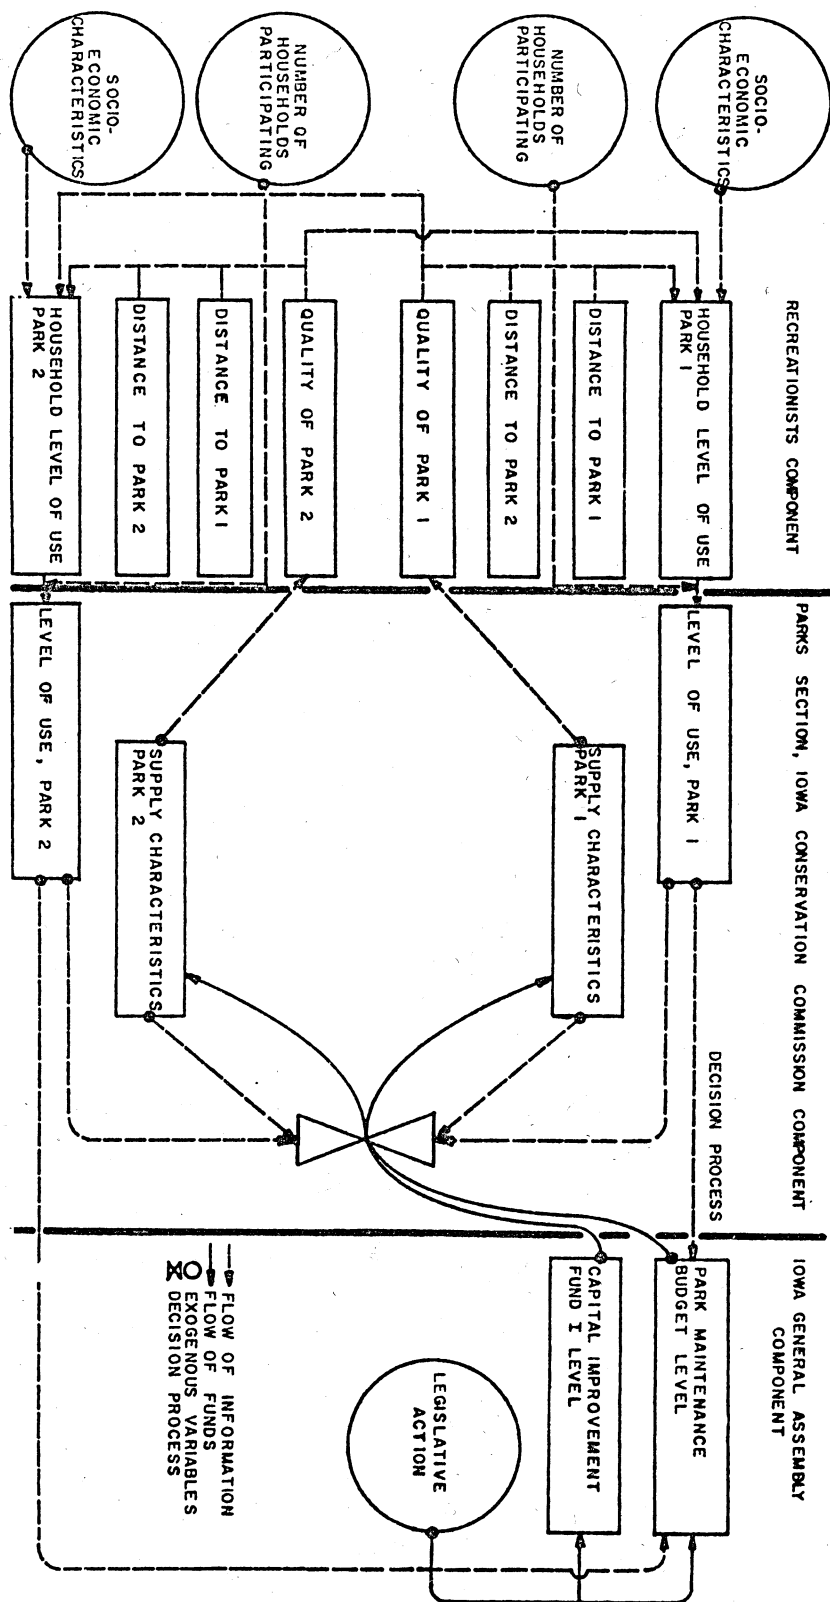 RECREATIONISTS COMPONENT
PARKS SECTION, IOWA CONSERVATION COMMISSION COMPONENT
IOWA GENERAL ASSEMBLY
COMPONENT
SOCIO-
ECONOMIC
CHARACTERISTICS
HOUSEHOLD LEVEL OF USE
PARK 1
LEVEL OF USE, PARK 1
DECISION PROCESS
PARK MAINTENANCE
BUDGET LEVEL
NUMBER OF
HOUSEHOLDS
PARTICIPATING
DISTANCE TO PARK 1
DISTANCE TO PARK 2
SUPPLY CHARACTERISTICS
PARK 1
CAPITAL IMPROVEMENT
FUND I LEVEL
QUALITY OF PARK 1
LEGISLATIVE
ACTION
NUMBER OF
HOUSEHOLDS
PARTICIPATING
QUALITY OF PARK 2
DISTANCE TO PARK 1
DISTANCE TO PARK 2
SUPPLY CHARACTERISTICS
PARK 2
SOCIO-
ECONOMIC
CHARACTERISTICS
HOUSEHOLD LEVEL OF USE
PARK 2
LEVEL OF USE, PARK 2
FLOW OF INFORMATION
FLOW OF FUNDS
EXOGENOUS VARIABLES
DECISION PROCESS